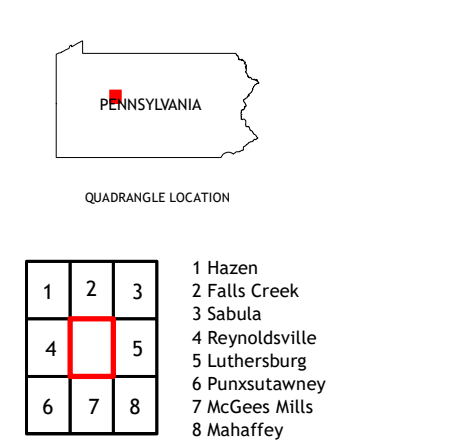 PENNSYLVANIA
QUADRANGLE LOCATION
1 2 3
4 5
6 7 8
1 Hazen
2 Falls Creek
3 Sabula
4 Reynoldsville
5 Luthersburg
6 Punxsutawney
7 McGees Mills
8 Mahaffey